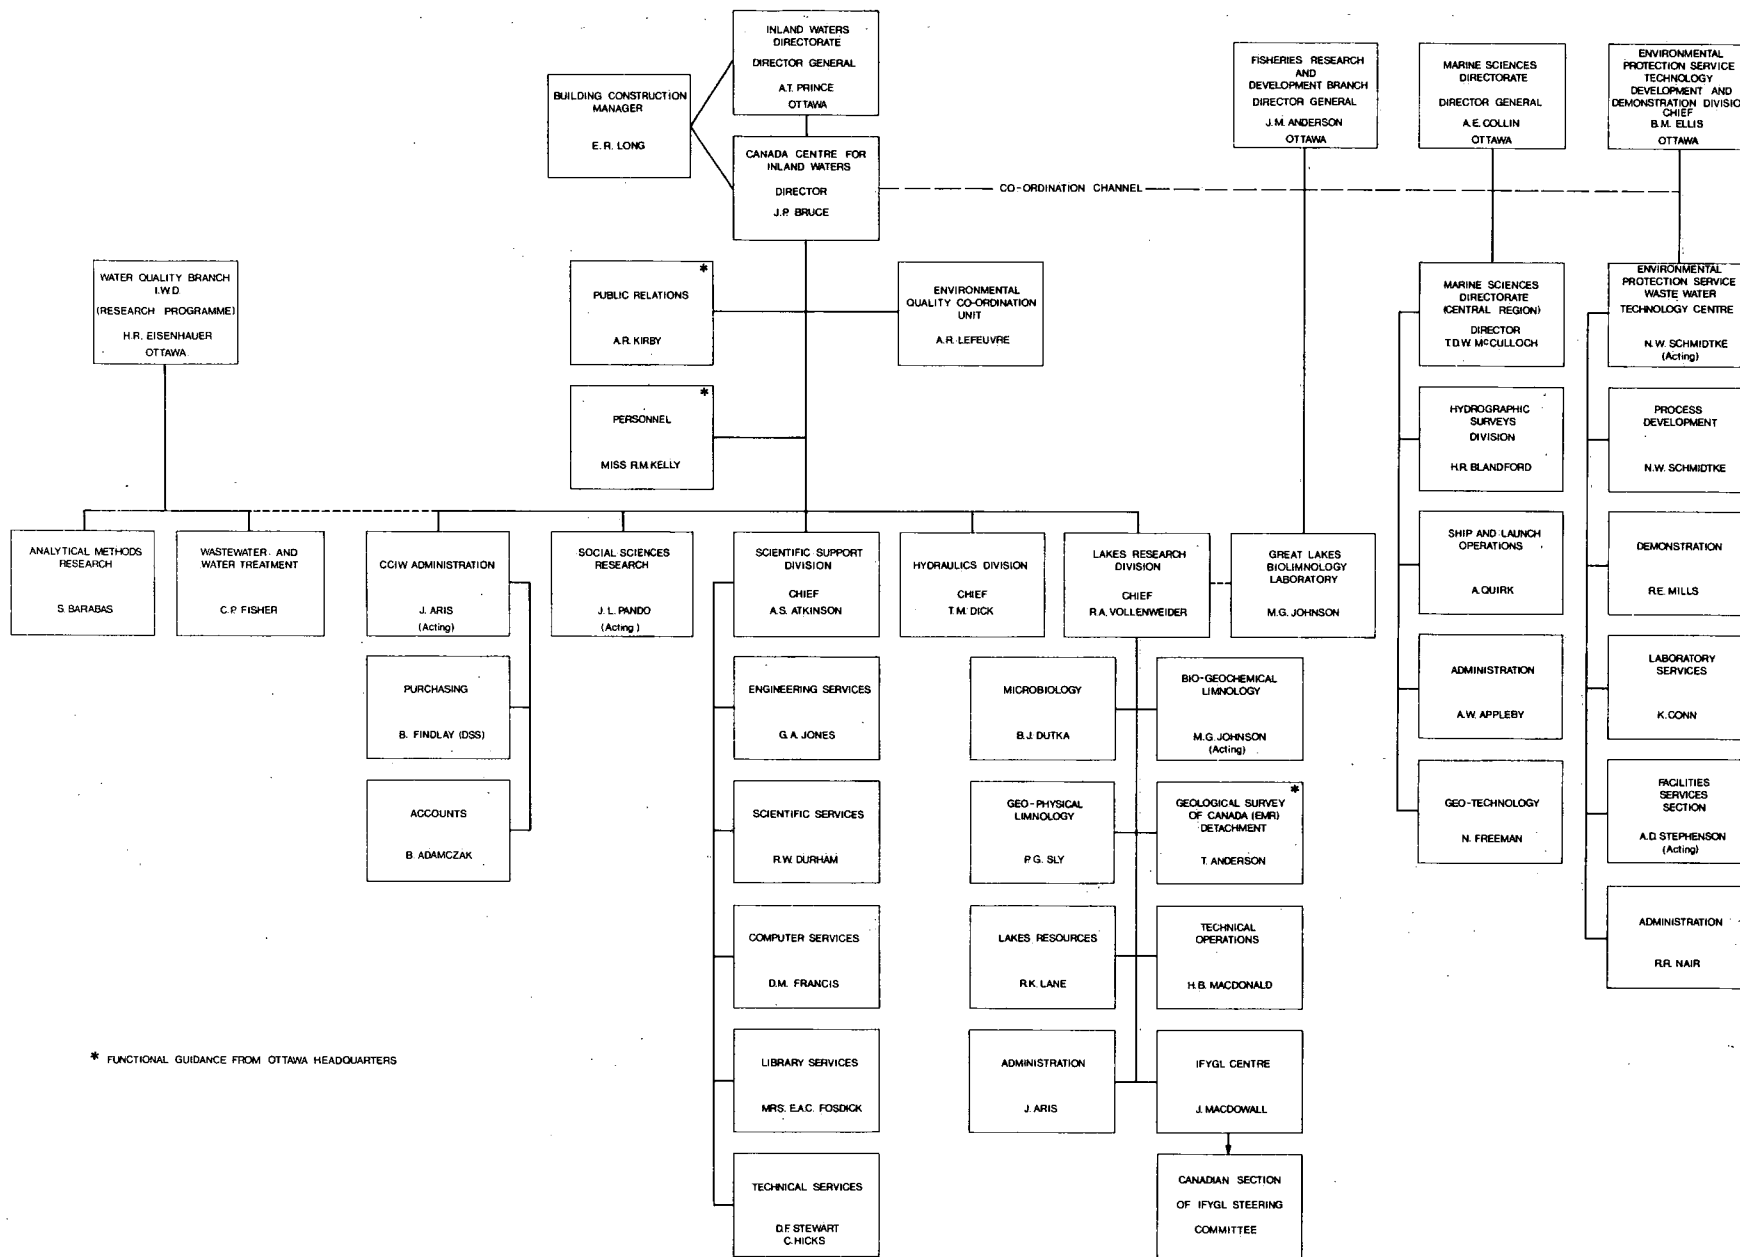 INLAND WATERS
DIRECTORATE
DIRECTOR GENERAL
A.T. PRINCE
OTTAWA
BUILDING CONSTRUCTION
MANAGER
E. R. LONG
CANADA CENTRE FOR
INLAND WATERS
DIRECTOR
J.P. BRUCE
FISHERIES RESEARCH
AND
DEVELOPMENT BRANCH
DIRECTOR GENERAL
J. M. ANDERSON
OTTAWA
MARINE SCIENCES
DIRECTORATE
DIRECTOR GENERAL
A.E. COLLIN
OTTAWA
ENVIRONMENTAL
PROTECTION SERVICE
TECHNOLOGY
DEVELOPMENT AND
DEMONSTRATION DIVISIO
CHIEF
B.M. ELLIS
OTTAWA
CO-ORDINATION CHANNEL
WATER QUALITY BRANCH
I.W.D.
(RESEARCH PROGRAMME)
H.R. EISENHAUER
OTTAWA
*
PUBLIC RELATIONS
A.R. KIRBY
ENVIRONMENTAL
QUALITY CO-ORDINATION
UNIT
A.R. LEFEUVRE
*
PERSONNEL
MISS R.M. KELLY
MARINE SCIENCES
DIRECTORATE
(CENTRAL REGION)
DIRECTOR
T.D.W. McCULLOCH
ENVIRONMENTAL
PROTECTION SERVICE
WASTE WATER
TECHNOLOGY CENTRE
N.W. SCHMIDTKE
(Acting)
HYDROGRAPHIC
SURVEYS
DIVISION
H.R. BLANDFORD
PROCESS
DEVELOPMENT
N.W. SCHMIDTKE
ANALYTICAL METHODS
RESEARCH
S. BARABAS
WASTEWATER AND
WATER TREATMENT
C.P. FISHER
CCIW ADMINISTRATION
J. ARIS
(Acting)
SOCIAL SCIENCES
RESEARCH
J. L. PANDO
(Acting)
SCIENTIFIC SUPPORT
DIVISION
CHIEF
A.S. ATKINSON
HYDRAULICS DIVISION
CHIEF
T. M. DICK
LAKES RESEARCH
DIVISION
CHIEF
R.A. VOLLENWEIDER
GREAT LAKES
BIOLIMNOLOGY
LABORATORY
M.G. JOHNSON
SHIP AND LAUNCH
OPERATIONS
A. QUIRK
DEMONSTRATION
R.E. MILLS
PURCHASING
B. FINDLAY (DSS)
ENGINEERING SERVICES
G. A. JONES
MICROBIOLOGY
B. J. DUTKA
BIO-GEOCHEMICAL
LIMNOLOGY
M.G. JOHNSON
(Acting)
ADMINISTRATION
A.W. APPLEBY
LABORATORY
SERVICES
K. CONN
ACCOUNTS
B. ADAMCZAK
SCIENTIFIC SERVICES
R.W. DURHAM
GEO-PHYSICAL
LIMNOLOGY
P. G. SLY
*
GEOLOGICAL SURVEY
OF CANADA (EMR)
DETACHMENT
T. ANDERSON
GEO-TECHNOLOGY
N. FREEMAN
FACILITIES
SERVICES
SECTION
A.D. STEPHENSON
(Acting)
COMPUTER SERVICES
D.M. FRANCIS
LAKES RESOURCES
R.K. LANE
TECHNICAL
OPERATIONS
H.B. MACDONALD
ADMINISTRATION
R.R. NAIR
* FUNCTIONAL GUIDANCE FROM OTTAWA HEADQUARTERS
LIBRARY SERVICES
MRS. E.A.C. FOSDICK
ADMINISTRATION
J. ARIS
IFYGL CENTRE
J. MACDOWALL
TECHNICAL SERVICES
D.F. STEWART
C. HICKS
CANADIAN SECTION
OF IFYGL STEERING
COMMITTEE